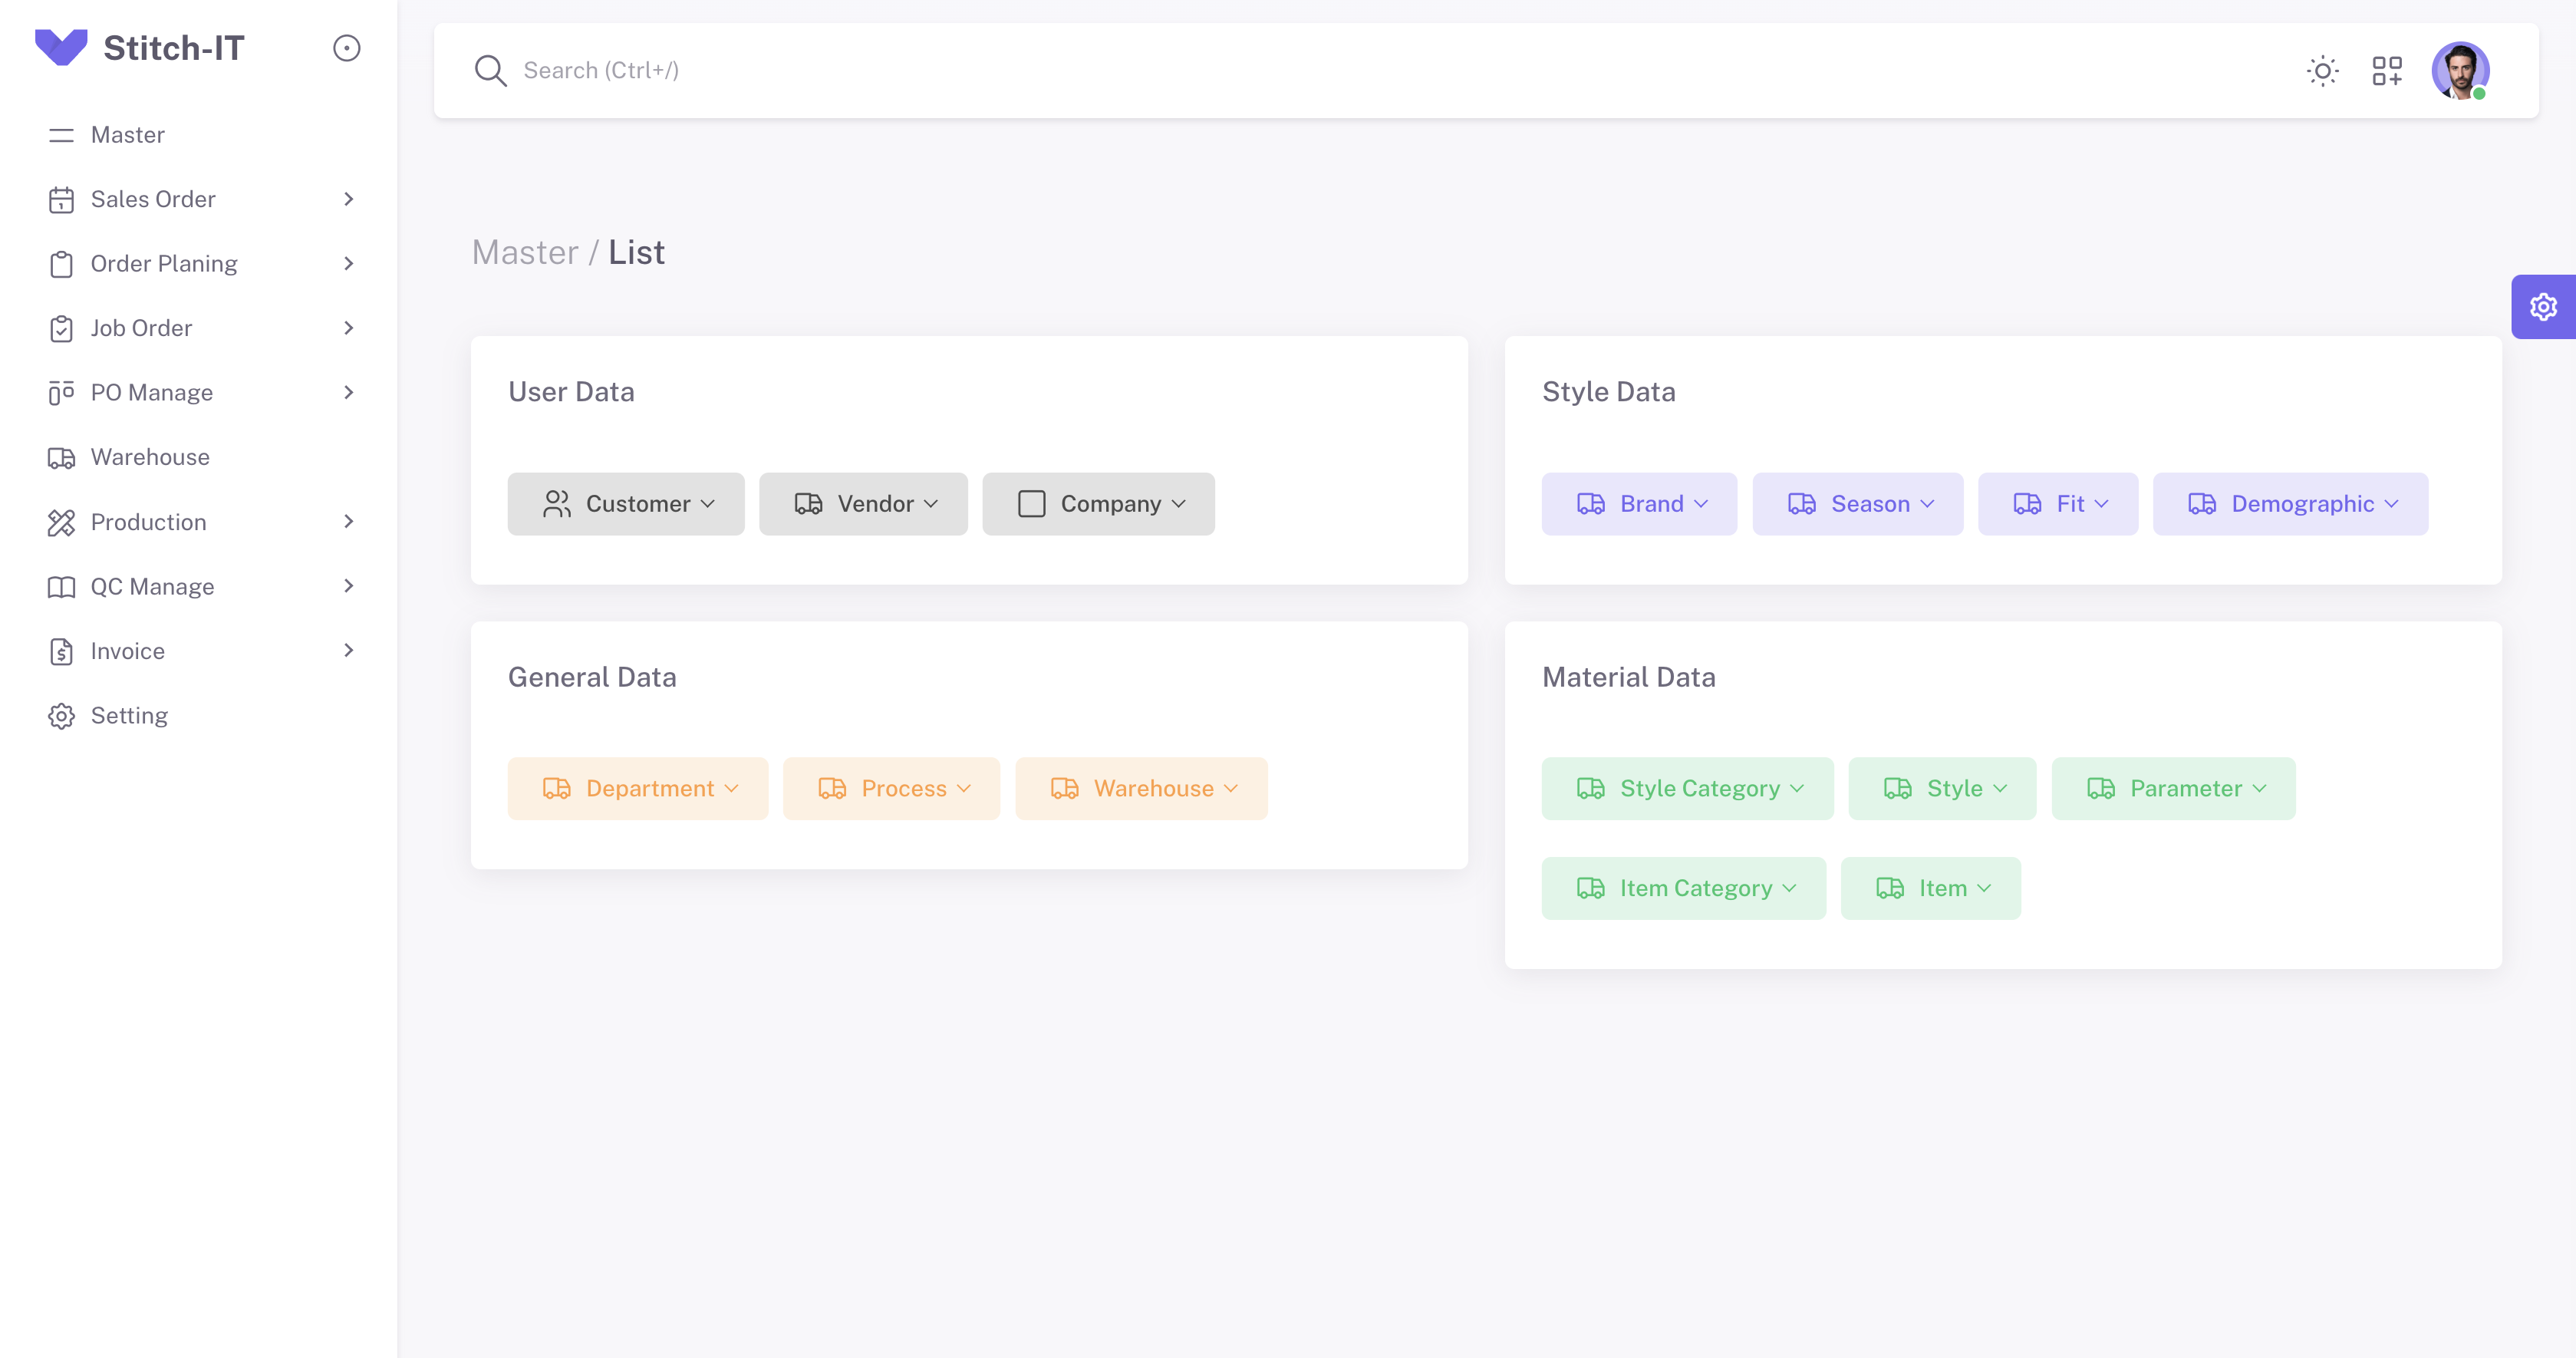 Stitch-IT
Master
Sales Order
Order Planing
Job Order
PO Manage
Warehouse
Production
QC Manage
Invoice
Setting
Search (Ctrl+/)
Master / List
User Data
Customer
Vendor
Company
Style Data
Brand
Season
Fit
Demographic
General Data
Department
Process
Warehouse
Material Data
Style Category
Style
Parameter
Item Category
Item